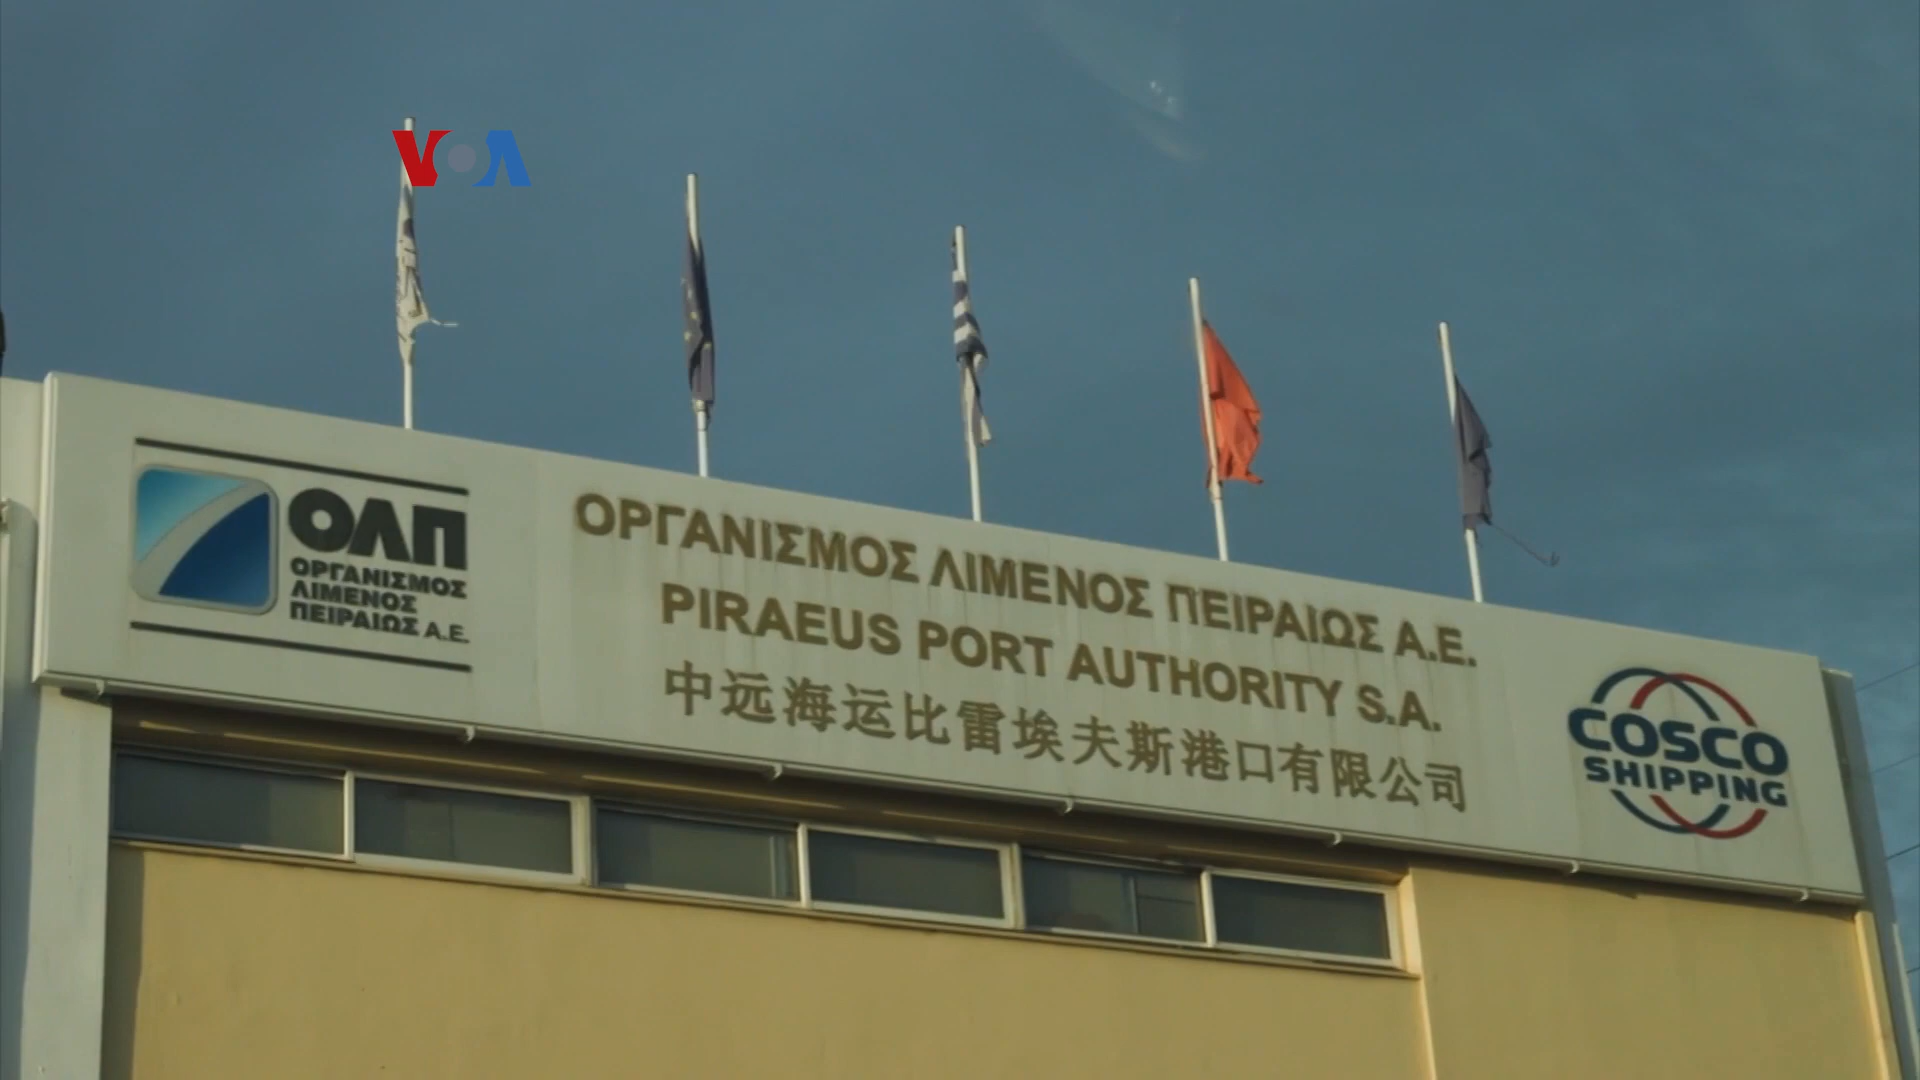 VOA
ΟΛΠ
ΟΡΓΑΝΙΣΜΟΣ
ΛΙΜΕΝΟΣ
ΠΕΙΡΑΙΩΣ Α.Ε.
ΟΡΓΑΝΙΣΜΟΣ ΛΙΜΕΝΟΣ ΠΕΙΡΑΙΩΣ Α.Ε.
PIRAEUS PORT AUTHORITY S.A.
中远海运比雷埃夫斯港口有限公司
COSCO
SHIPPING